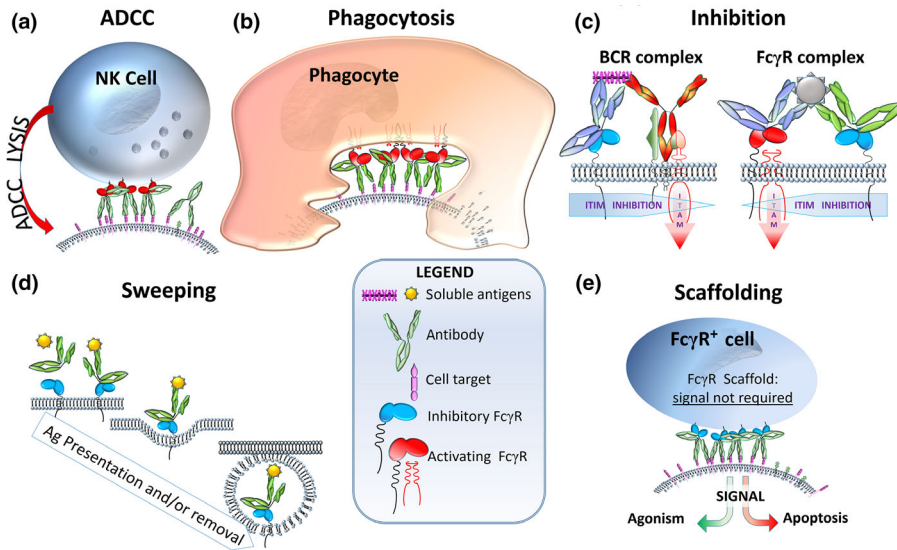 (a)
ADCC
NK Cell
ADCC LYSIS
(b)
Phagocytosis
Phagocyte
(c)
Inhibition
BCR complex
FcγR complex
ITIM INHIBITION
ITAM
ITAM
ITIM INHIBITION
(d)
Sweeping
Ag Presentation and/or removal
LEGEND
Soluble antigens
Antibody
Cell target
Inhibitory FcγR
Activating FcγR
(e)
Scaffolding
FcγR⁺ cell
FcγR Scaffold:
signal not required
SIGNAL
Agonism
Apoptosis